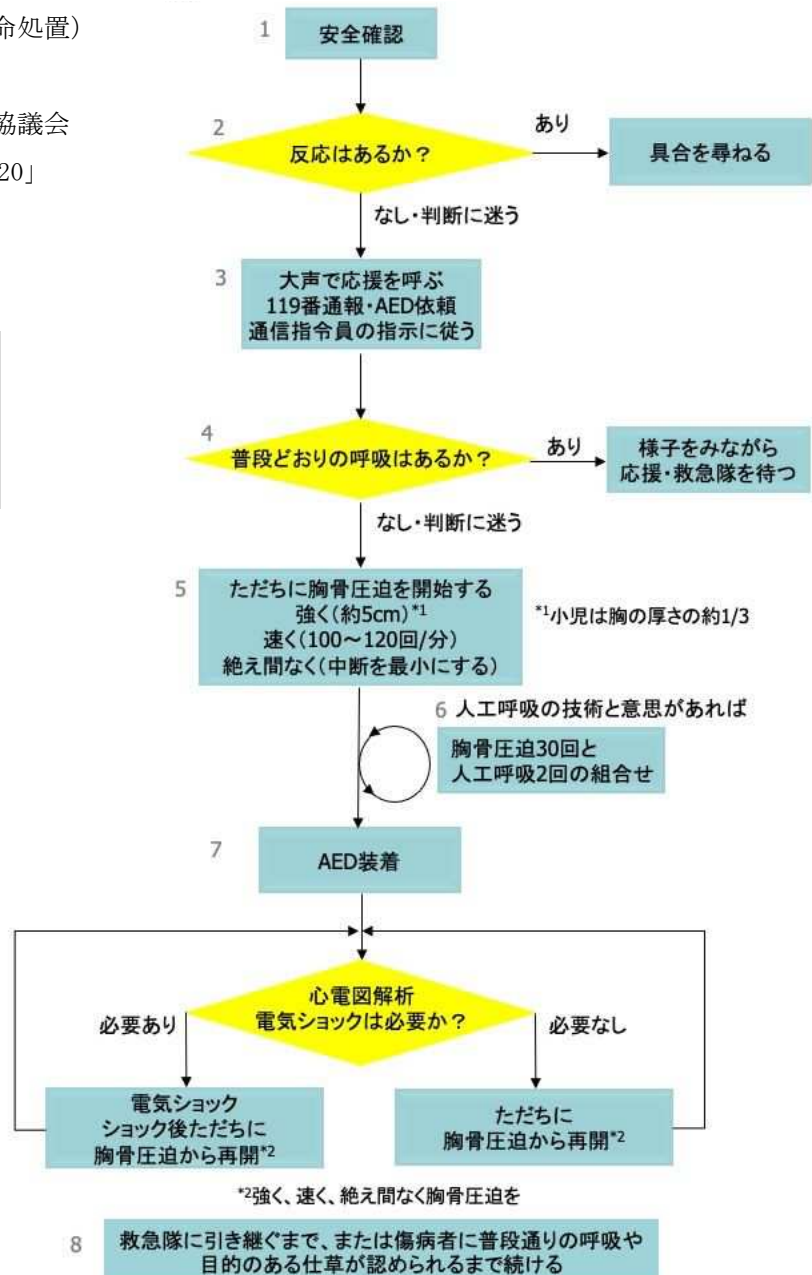 命処置）
協議会
20」
1
安全確認
2
反応はあるか？
あり
具合を尋ねる
なし・判断に迷う
3
大声で応援を呼ぶ
119番通報・AED依頼
通信指令員の指示に従う
4
普段どおりの呼吸はあるか？
あり
様子をみながら
応援・救急隊を待つ
なし・判断に迷う
5
ただちに胸骨圧迫を開始する
強く（約5cm）*1
速く（100～120回/分）
絶え間なく（中断を最小にする）
*1小児は胸の厚さの約1/3
6 人工呼吸の技術と意思があれば
胸骨圧迫30回と
人工呼吸2回の組合せ
7
AED装着
心電図解析
電気ショックは必要か？
必要あり
必要なし
電気ショック
ショック後ただちに
胸骨圧迫から再開*2
ただちに
胸骨圧迫から再開*2
*2強く、速く、絶え間なく胸骨圧迫を
8
救急隊に引き継ぐまで、または傷病者に普段通りの呼吸や
目的のある仕草が認められるまで続ける